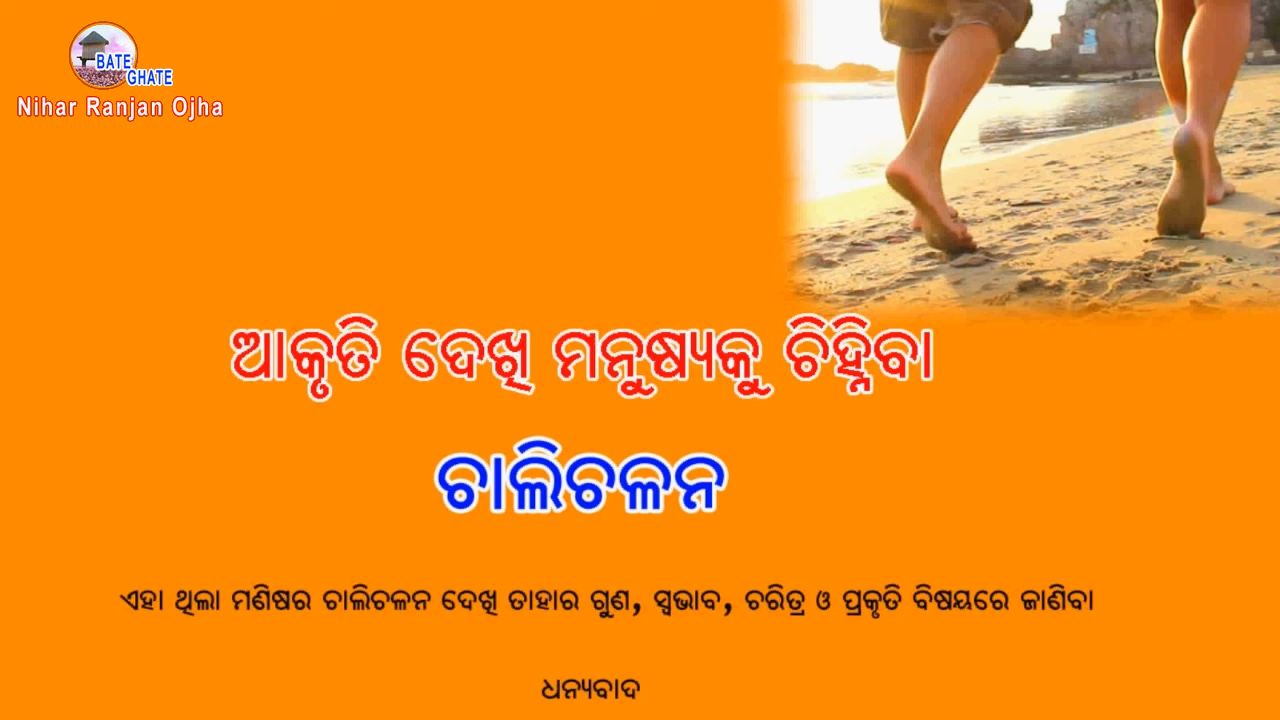 BATE
GHATE
Nihar Ranjan Ojha
ଆକୃତି ଦେଖି ମନୁଷ୍ୟକୁ ଚିହ୍ନିବା
ଚାଲିଚଳନ
ଏହା ଥିଲା ମଣିଷର ଚାଲିଚଳନ ଦେଖି ତାହାର ଗୁଣ, ସ୍ୱଭାବ, ଚରିତ୍ର ଓ ପ୍ରକୃତି ବିଷୟରେ ଜାଣିବା
ଧନ୍ୟବାଦ